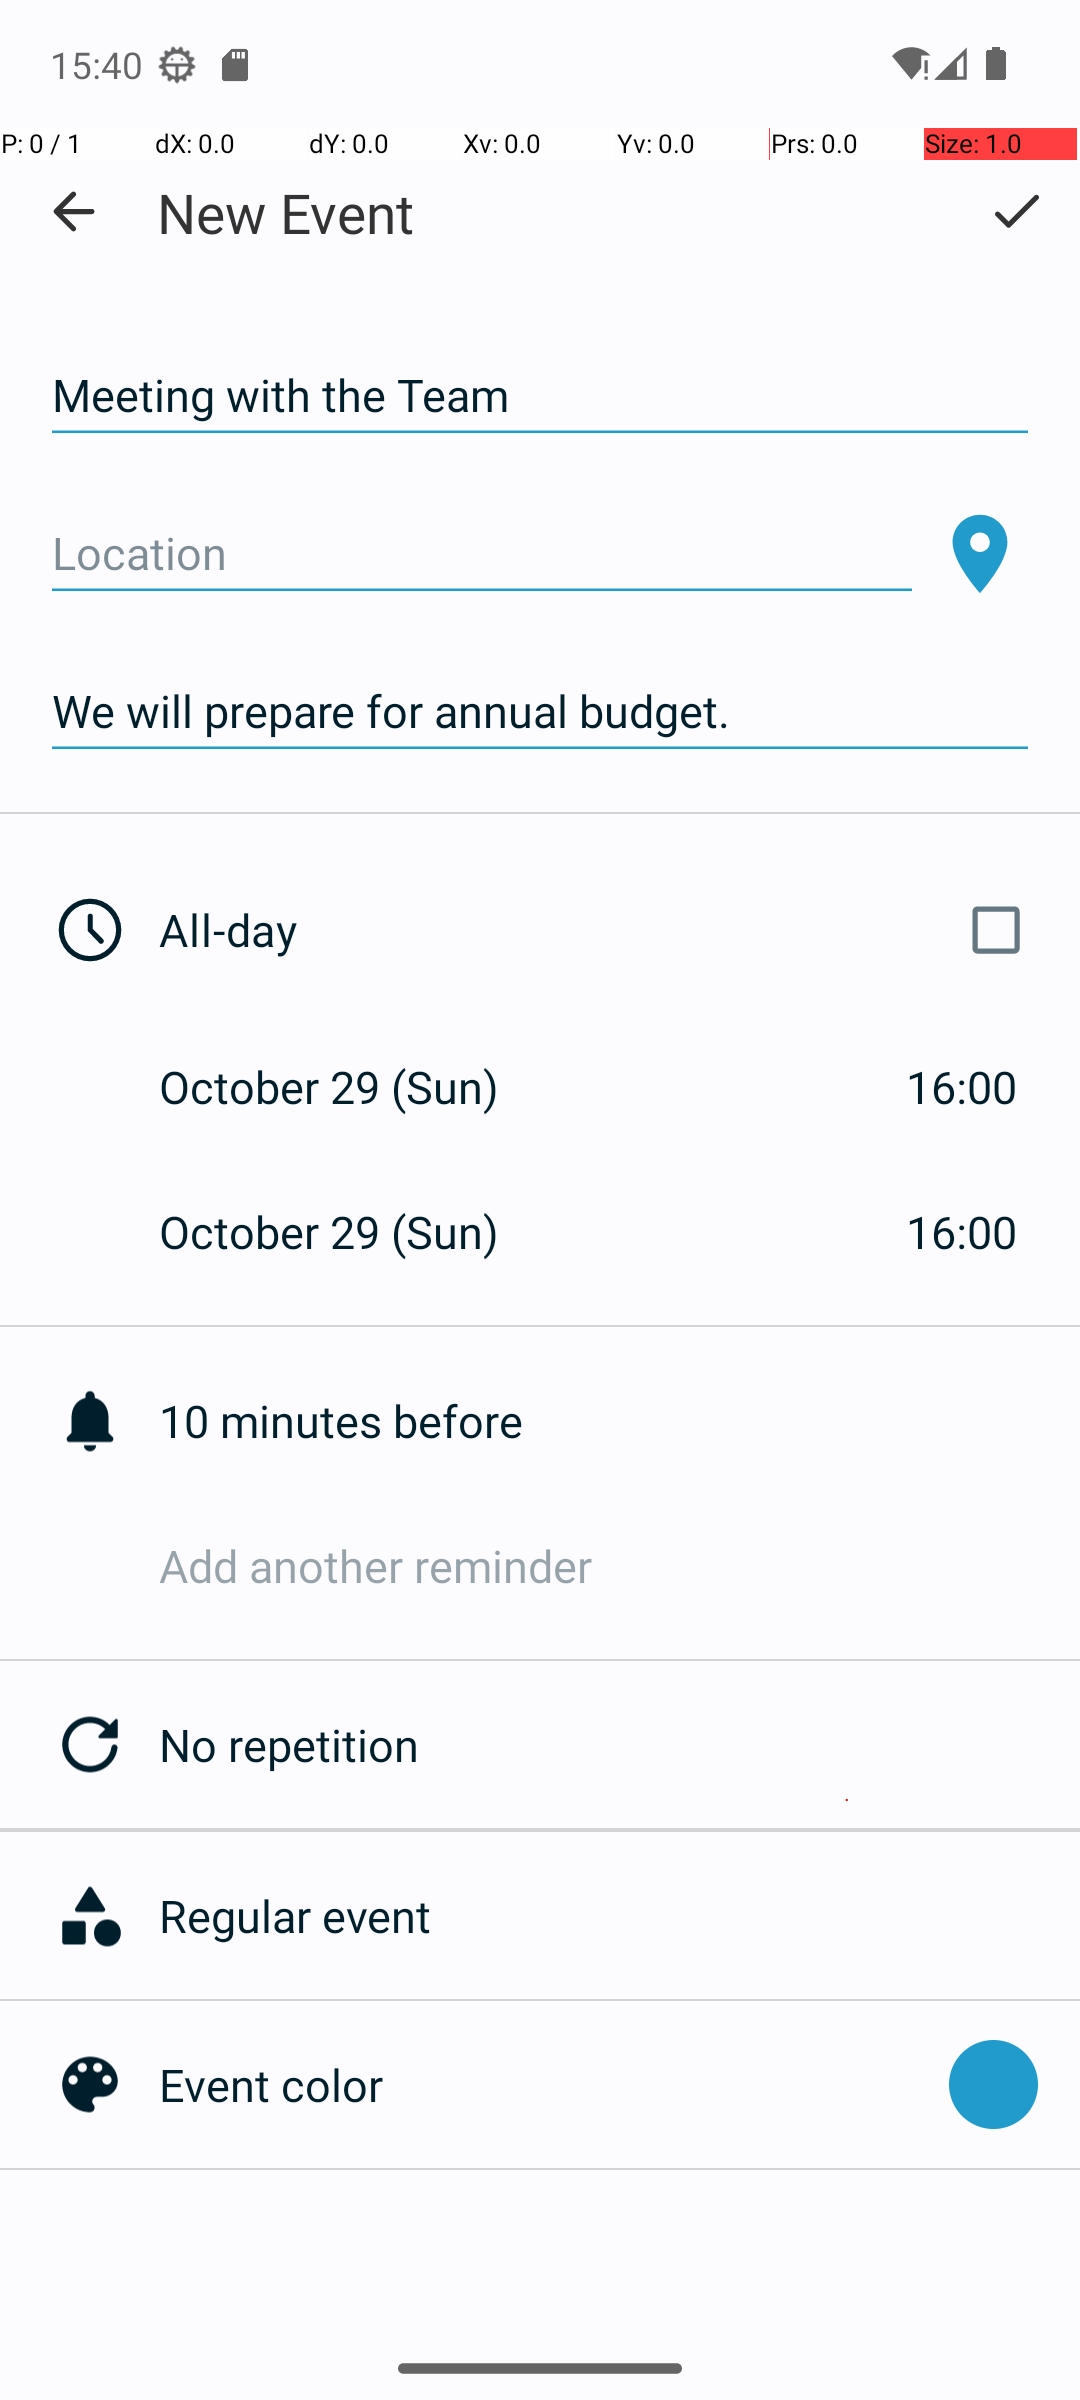 15:40
P: 0 / 1 dX: 0.0 dY: 0.0 Xv: 0.0 Yv: 0.0 Prs: 0.0 Size: 1.0
New Event
Meeting with the Team
Location
We will prepare for annual budget.
All-day
October 29 (Sun) 16:00
October 29 (Sun) 16:00
10 minutes before
Add another reminder
No repetition
Regular event
Event color